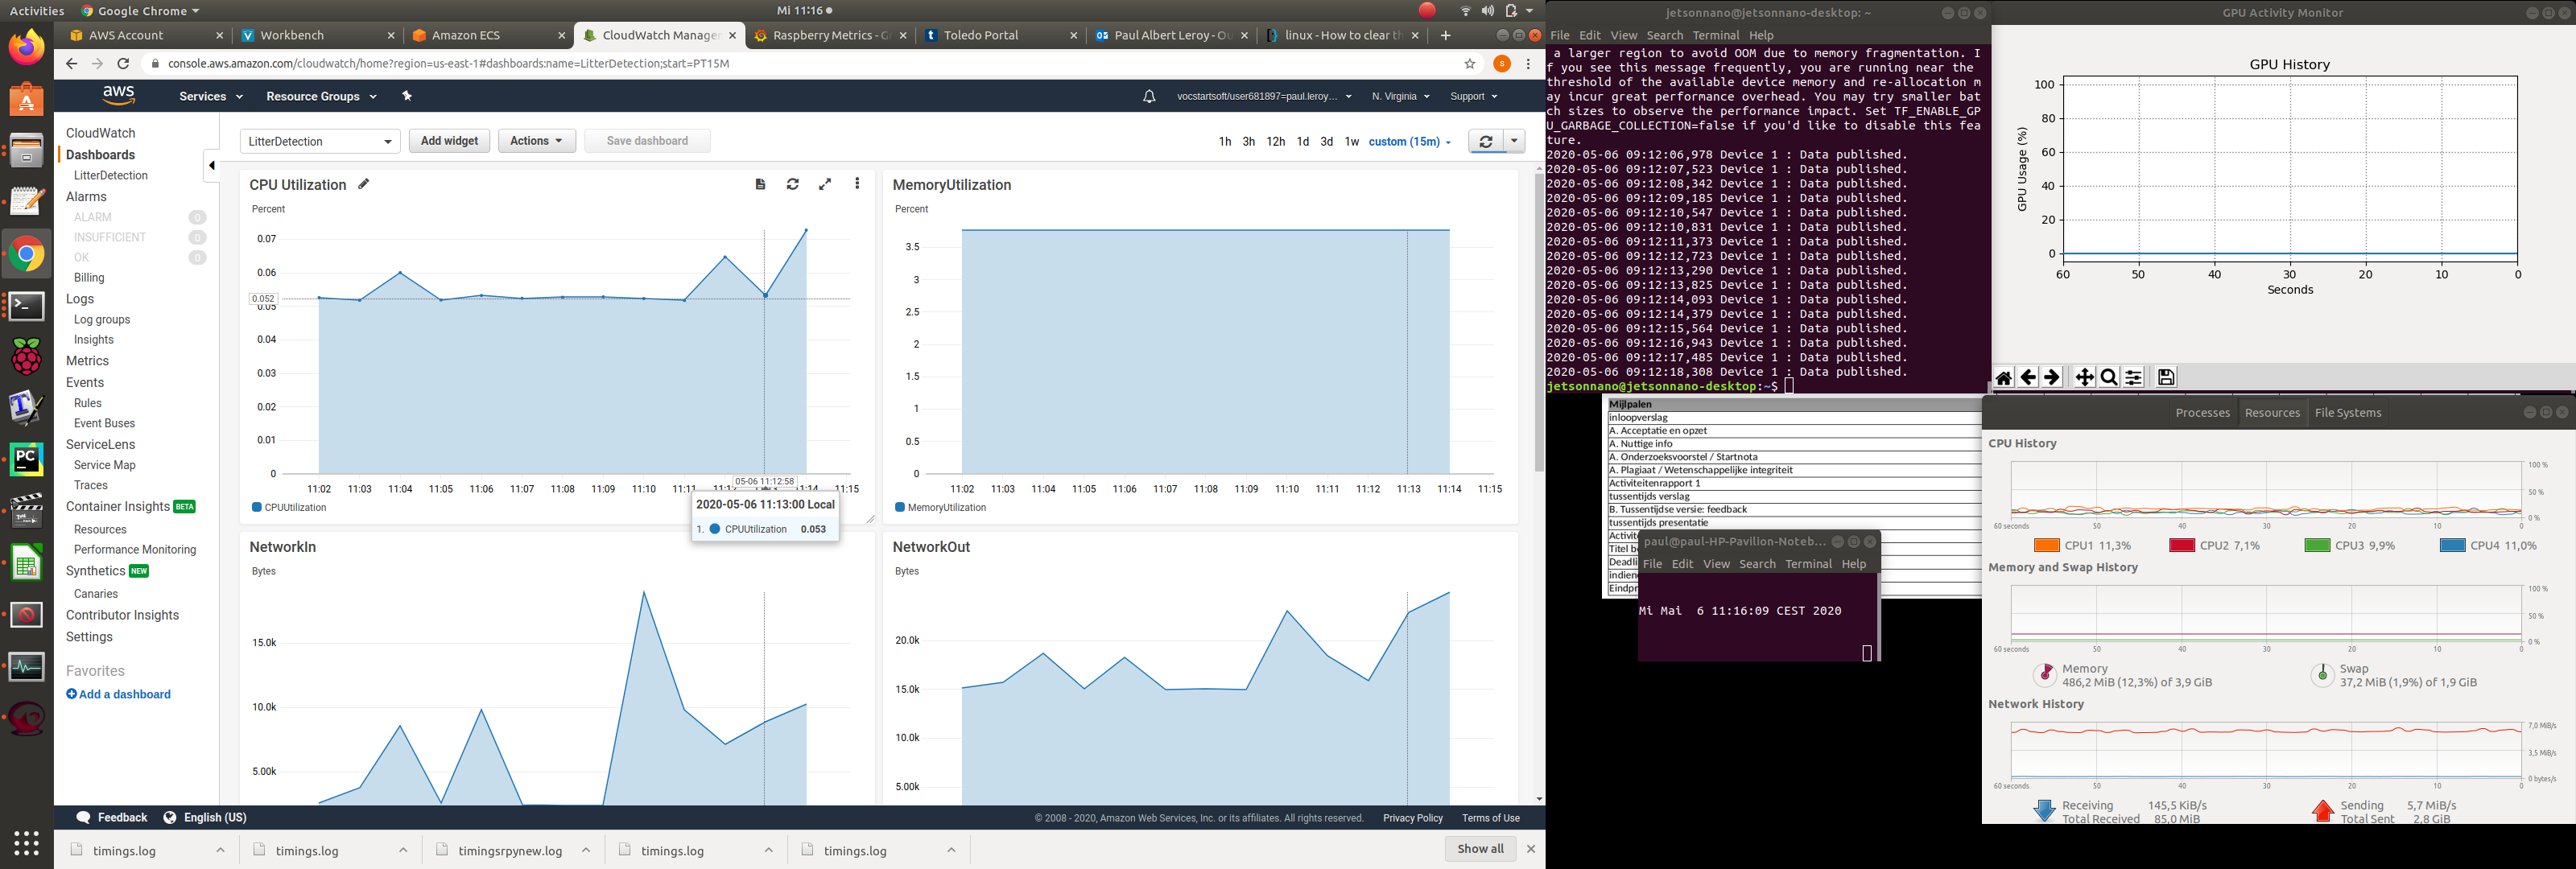 Activities
Google Chrome
Mi 11:16
AWS Account
Workbench
Amazon ECS
CloudWatch Manage
Raspberry Metrics - G
Toledo Portal
Paul Albert Leroy - Ou
linux - How to clear th
console.aws.amazon.com/cloudwatch/home?region=us-east-1#dashboards:name=LitterDetection;start=PT15M
S
aws
Services
Resource Groups
vocstartsoft/user681897=paul.leroy...
N. Virginia
Support
CloudWatch
Dashboards
LitterDetection
Alarms
ALARM 0
INSUFFICIENT 0
OK 0
Billing
Logs
Log groups
Insights
Metrics
Events
Rules
Event Buses
ServiceLens
Service Map
Traces
Container Insights BETA
Resources
Performance Monitoring
Synthetics NEW
Canaries
Contributor Insights
Settings
Favorites
Add a dashboard
LitterDetection
Add widget
Actions
Save dashboard
1h 3h 12h 1d 3d 1w custom (15m)
CPU Utilization
Percent
0.07
0.06
0.052
0.05
0.04
0.03
0.02
0.01
0
11:02 11:03 11:04 11:05 11:06 11:07 11:08 11:09 11:10 11:11 11:14 11:15
05-06 11:12:58
CPUUtilization
2020-05-06 11:13:00 Local
1. CPUUtilization 0.053
MemoryUtilization
Percent
3.5
3
2.5
2
1.5
1
0.5
0
11:02 11:03 11:04 11:05 11:06 11:07 11:08 11:09 11:10 11:11 11:12 11:13 11:14 11:15
MemoryUtilization
NetworkIn
Bytes
15.0k
10.0k
5.00k
NetworkOut
Bytes
20.0k
15.0k
10.0k
5.00k
Feedback
English (US)
© 2008 - 2020, Amazon Web Services, Inc. or its affiliates. All rights reserved.
Privacy Policy
Terms of Use
timings.log
timings.log
timingsrpynew.log
timings.log
timings.log
Show all
jetsonnano@jetsonnano-desktop: ~
File Edit View Search Terminal Help
a larger region to avoid OOM due to memory fragmentation. I
f you see this message frequently, you are running near the
threshold of the available device memory and re-allocation m
ay incur great performance overhead. You may try smaller bat
ch sizes to observe the performance impact. Set TF_ENABLE_GP
U_GARBAGE_COLLECTION=false if you'd like to disable this fea
ture.
2020-05-06 09:12:06,978 Device 1 : Data published.
2020-05-06 09:12:07,523 Device 1 : Data published.
2020-05-06 09:12:08,342 Device 1 : Data published.
2020-05-06 09:12:09,185 Device 1 : Data published.
2020-05-06 09:12:10,547 Device 1 : Data published.
2020-05-06 09:12:10,831 Device 1 : Data published.
2020-05-06 09:12:11,373 Device 1 : Data published.
2020-05-06 09:12:12,723 Device 1 : Data published.
2020-05-06 09:12:13,290 Device 1 : Data published.
2020-05-06 09:12:13,825 Device 1 : Data published.
2020-05-06 09:12:14,093 Device 1 : Data published.
2020-05-06 09:12:14,379 Device 1 : Data published.
2020-05-06 09:12:15,564 Device 1 : Data published.
2020-05-06 09:12:16,943 Device 1 : Data published.
2020-05-06 09:12:17,485 Device 1 : Data published.
2020-05-06 09:12:18,308 Device 1 : Data published.
jetsonnano@jetsonnano-desktop:~$
GPU Activity Monitor
GPU History
GPU Usage (%)
100
80
60
40
20
0
60 50 40 30 20 10 0
Seconds
Mijlpalen
inloopverslag
A. Acceptatie en opzet
A. Nuttige info
A. Onderzoeksvoorstel / Startnota
A. Plagiaat / Wetenschappelijke integriteit
Activiteitenrapport 1
tussentijds verslag
B. Tussentijdse versie: feedback
tussentijds presentatie
Activite
Titel be
Deadli
indien
Eindpr
paul@paul-HP-Pavilion-Noteb...
File Edit View Search Terminal Help
Mi Mai 6 11:16:09 CEST 2020
Processes Resources File Systems
CPU History
100 %
50 %
0 %
60 seconds 50 40 30 20 10 0
CPU1 11,3% CPU2 7,1% CPU3 9,9% CPU4 11,0%
Memory and Swap History
100 %
50 %
0 %
60 seconds 50 40 30 20 10 0
Memory
486,2 MiB (12,3%) of 3,9 GiB
Swap
37,2 MiB (1,9%) of 1,9 GiB
Network History
7,0 MiB/s
3,5 MiB/s
0 bytes/s
60 seconds 50 40 30 20 10 0
Receiving 145,5 KiB/s
Total Received 85,0 MiB
Sending 5,7 MiB/s
Total Sent 2,8 GiB